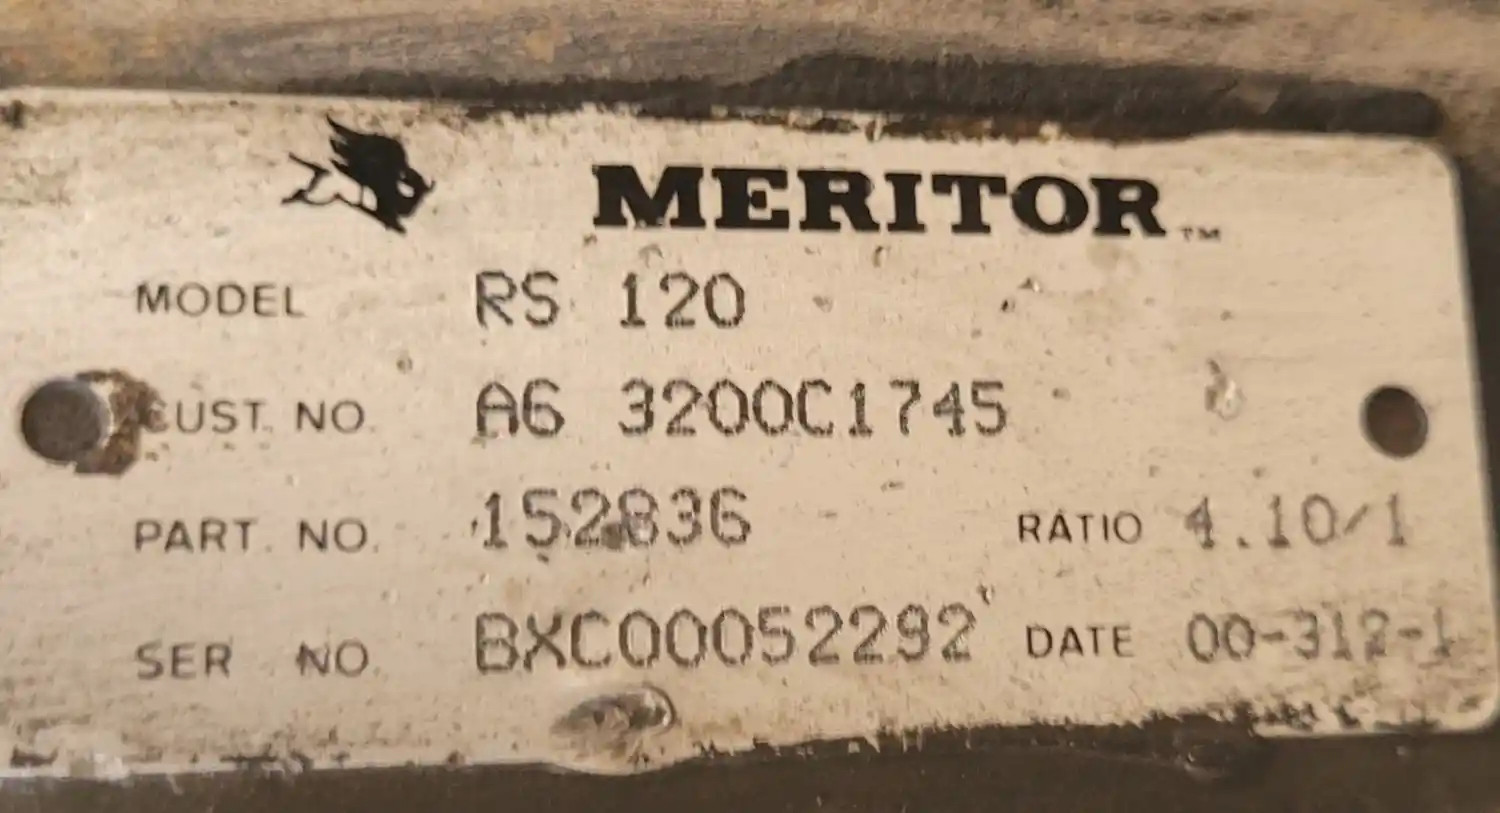 MERITOR™
MODEL RS 120
CUST. NO. A6 3200C1745
PART NO. 152836 RATIO 4.10/1
SER NO. BXC00052292 DATE 00-312-1